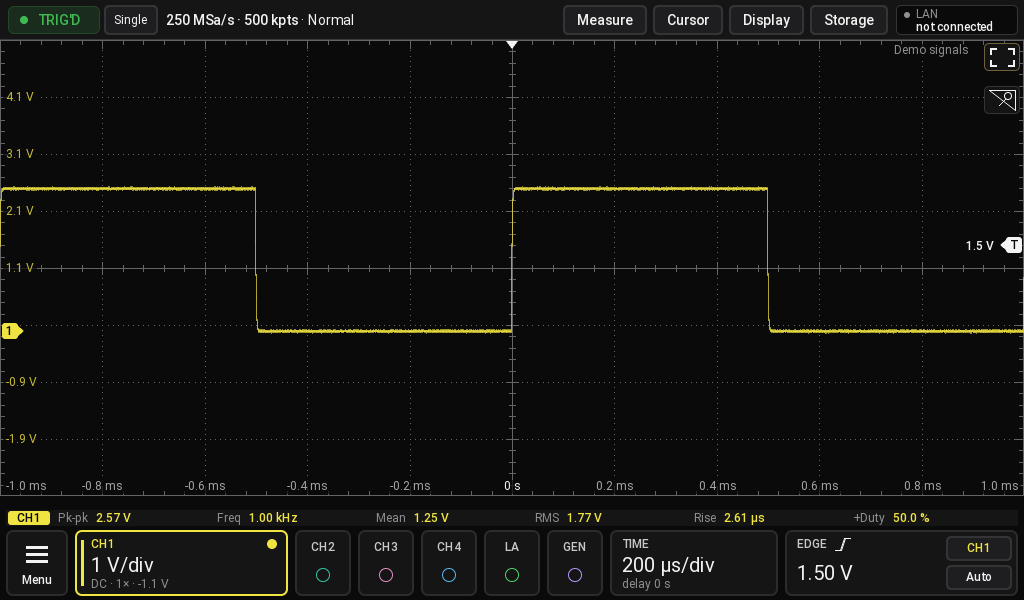 TRIG'D
Single
250 MSa/s · 500 kpts · Normal
Measure
Cursor
Display
Storage
LAN
not connected
Demo signals
4.1 V
3.1 V
2.1 V
1.5 V
T
1.1 V
1
-0.9 V
-1.9 V
-1.0 ms -0.8 ms -0.6 ms -0.4 ms -0.2 ms 0 s 0.2 ms 0.4 ms 0.6 ms 0.8 ms 1.0 ms
CH1 Pk-pk 2.57 V Freq 1.00 kHz Mean 1.25 V RMS 1.77 V Rise 2.61 µs +Duty 50.0 %
Menu
CH1
1 V/div
DC · 1× · -1.1 V
CH2
CH3
CH4
LA
GEN
TIME
200 µs/div
delay 0 s
EDGE
1.50 V
CH1
Auto